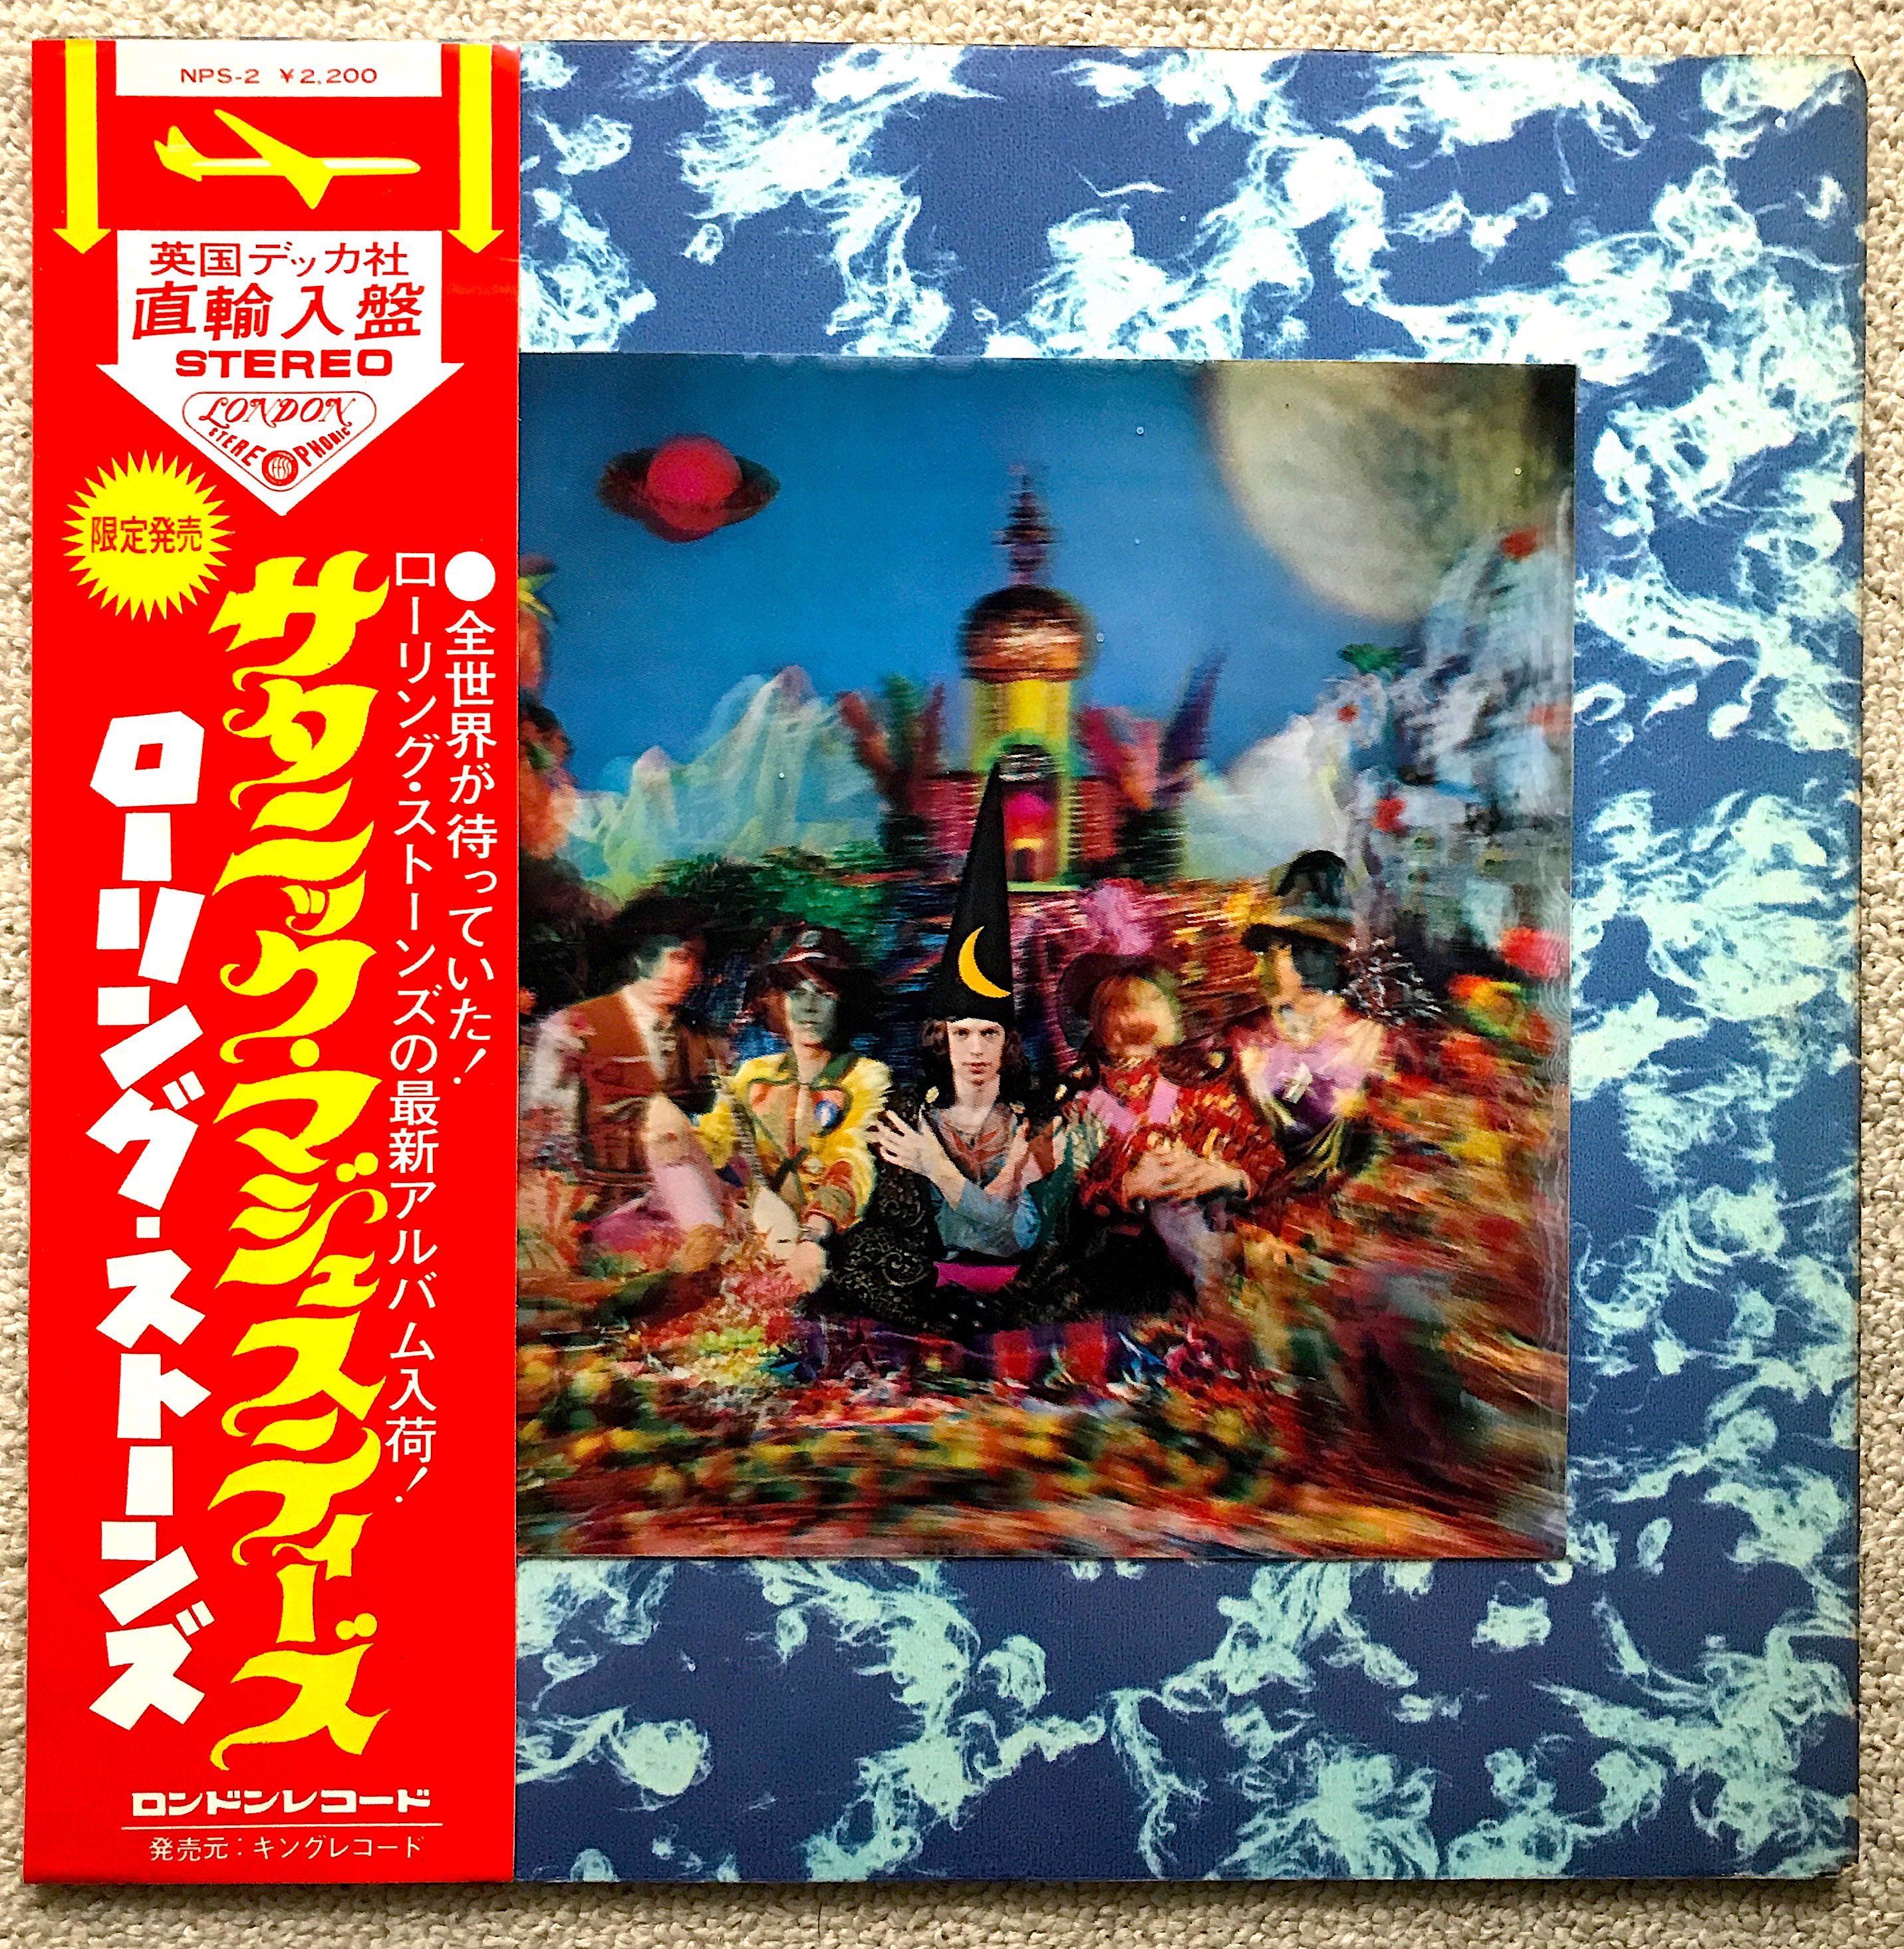 NPS-2 ¥2,200
英国デッカ社
直輸入盤
STEREO
LONDON
STEREOPHONIC
限定発売
●全世界が待っていた!
ローリング・ストーンズの最新アルバム入荷!
サタニック・マジェスティーズ
ローリング・ストーンズ
ロンドンレコード
発売元:キングレコード